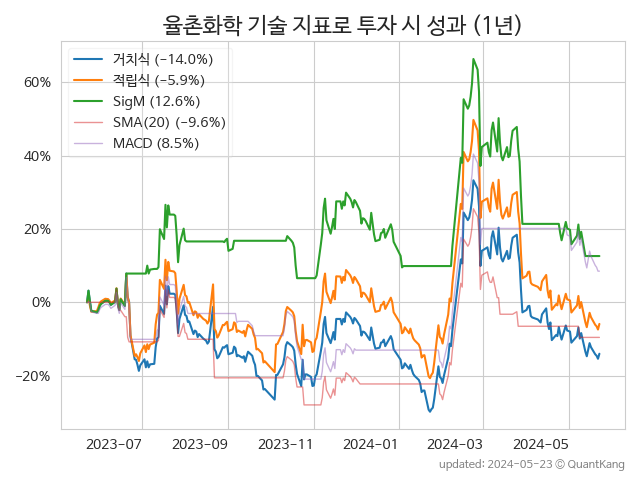 율촌화학 기술 지표로 투자 시 성과 (1년)
거치식 (−14.0%)
적립식 (−5.9%)
SigM (12.6%)
SMA(20) (−9.6%)
MACD (8.5%)
60%
40%
20%
0%
−20%
2023-07 2023-09 2023-11 2024-01 2024-03 2024-05
updated: 2024-05-23 © QuantKang